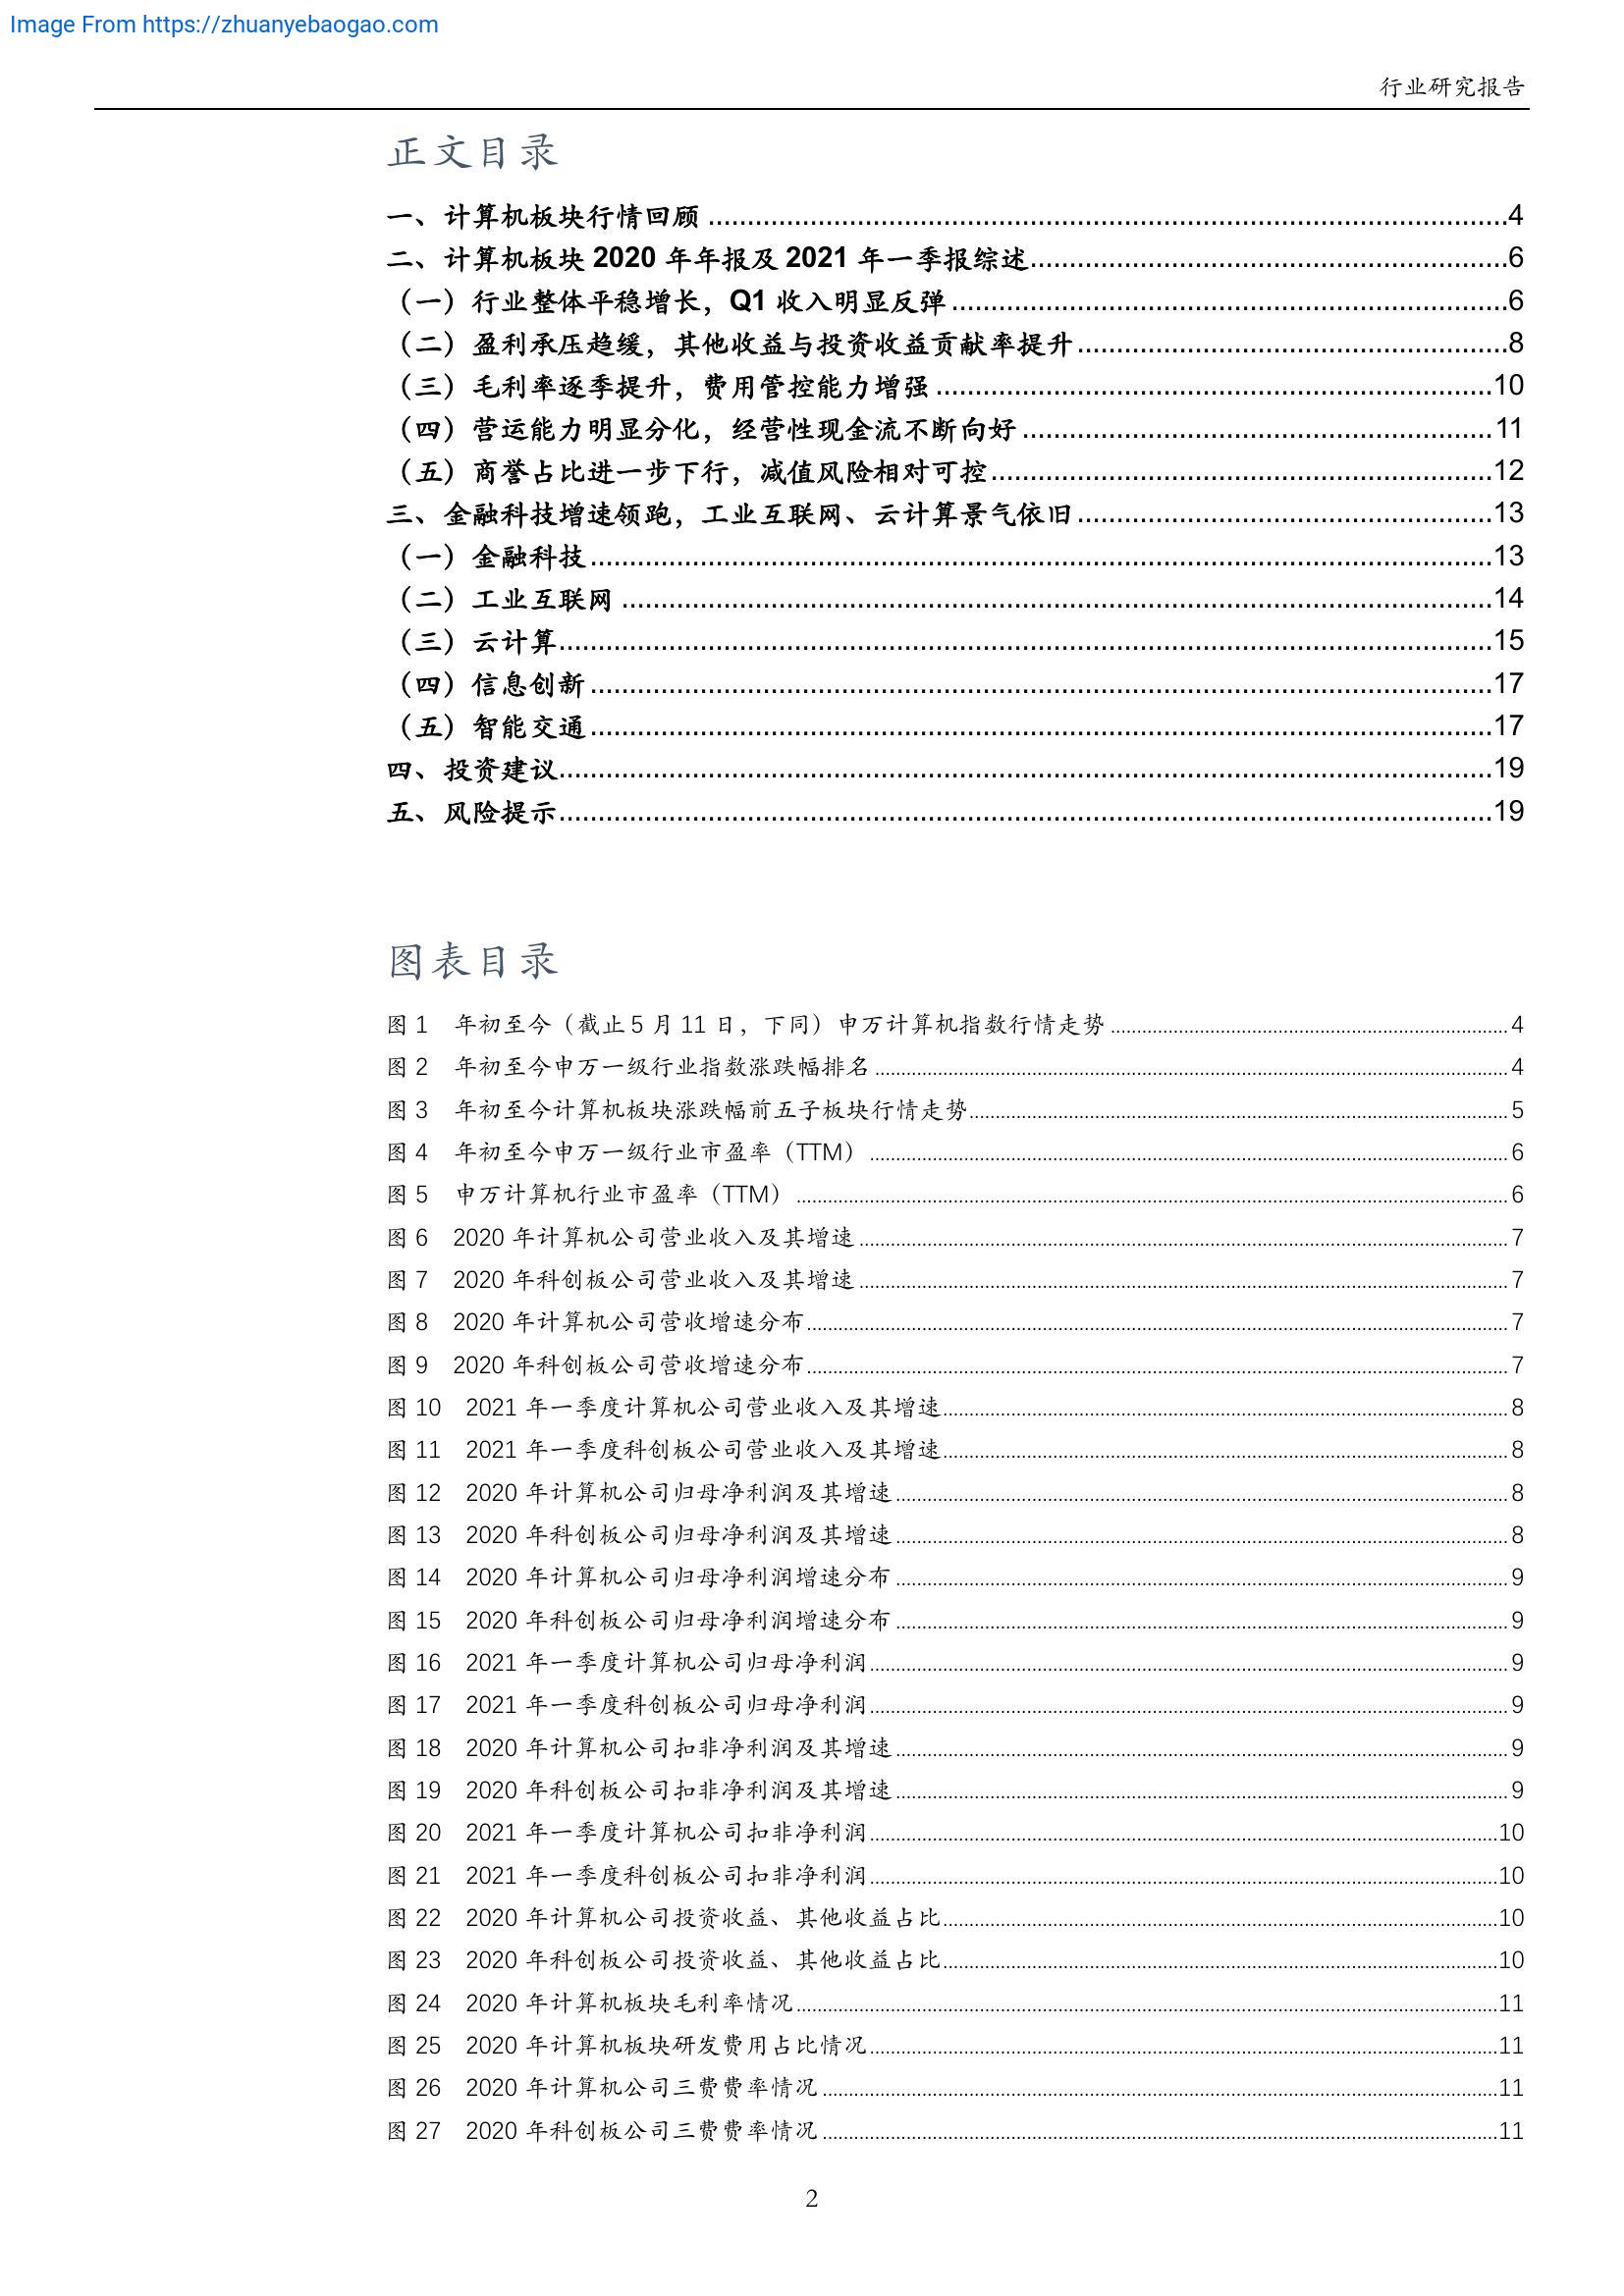 Image From https://zhuanyebaogao.com
行业研究报告
正文目录
一、计算机板块行情回顾 ........ 4
二、计算机板块 2020 年年报及 2021 年一季报综述 ........ 6
（一）行业整体平稳增长，Q1 收入明显反弹 ........ 6
（二）盈利承压趋缓，其他收益与投资收益贡献率提升 ........ 8
（三）毛利率逐季提升，费用管控能力增强 ........ 10
（四）营运能力明显分化，经营性现金流不断向好 ........ 11
（五）商誉占比进一步下行，减值风险相对可控 ........ 12
三、金融科技增速领跑，工业互联网、云计算景气依旧 ........ 13
（一）金融科技 ........ 13
（二）工业互联网 ........ 14
（三）云计算 ........ 15
（四）信息创新 ........ 17
（五）智能交通 ........ 17
四、投资建议 ........ 19
五、风险提示 ........ 19
图表目录
图 1 年初至今（截止 5 月 11 日，下同）申万计算机指数行情走势 ........ 4
图 2 年初至今申万一级行业指数涨跌幅排名 ........ 4
图 3 年初至今计算机板块涨跌幅前五子板块行情走势 ........ 5
图 4 年初至今申万一级行业市盈率（TTM） ........ 6
图 5 申万计算机行业市盈率（TTM） ........ 6
图 6 2020 年计算机公司营业收入及其增速 ........ 7
图 7 2020 年科创板公司营业收入及其增速 ........ 7
图 8 2020 年计算机公司营收增速分布 ........ 7
图 9 2020 年科创板公司营收增速分布 ........ 7
图 10 2021 年一季度计算机公司营业收入及其增速 ........ 8
图 11 2021 年一季度科创板公司营业收入及其增速 ........ 8
图 12 2020 年计算机公司归母净利润及其增速 ........ 8
图 13 2020 年科创板公司归母净利润及其增速 ........ 8
图 14 2020 年计算机公司归母净利润增速分布 ........ 9
图 15 2020 年科创板公司归母净利润增速分布 ........ 9
图 16 2021 年一季度计算机公司归母净利润 ........ 9
图 17 2021 年一季度科创板公司归母净利润 ........ 9
图 18 2020 年计算机公司扣非净利润及其增速 ........ 9
图 19 2020 年科创板公司扣非净利润及其增速 ........ 9
图 20 2021 年一季度计算机公司扣非净利润 ........ 10
图 21 2021 年一季度科创板公司扣非净利润 ........ 10
图 22 2020 年计算机公司投资收益、其他收益占比 ........ 10
图 23 2020 年科创板公司投资收益、其他收益占比 ........ 10
图 24 2020 年计算机板块毛利率情况 ........ 11
图 25 2020 年计算机板块研发费用占比情况 ........ 11
图 26 2020 年计算机公司三费费率情况 ........ 11
图 27 2020 年科创板公司三费费率情况 ........ 11
2